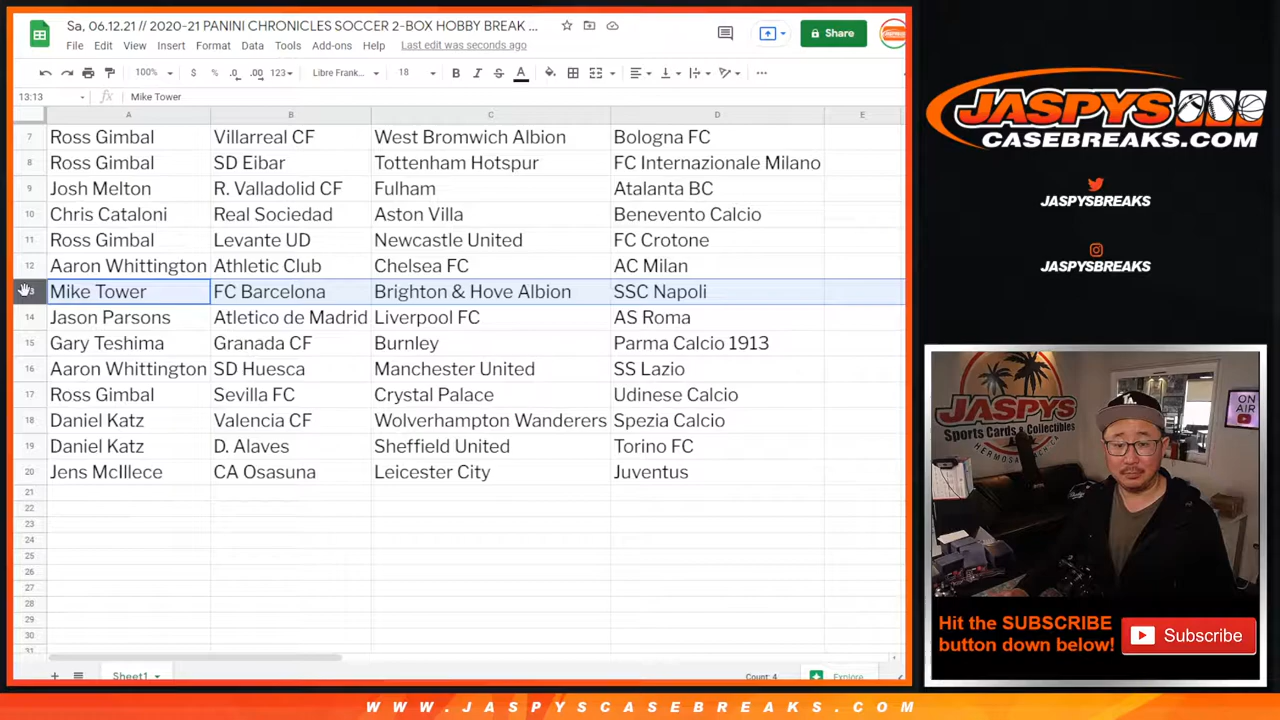 Sa, 06.12.21 // 2020-21 PANINI CHRONICLES SOCCER 2-BOX HOBBY BREAK ...
Share
File Edit View Insert Format Data Tools Add-ons Help Last edit was seconds ago
100% $ % .0 .00 123 Libre Frank... 18 B I S A
13:13 fx Mike Tower
A B C D E
7 Ross Gimbal Villarreal CF West Bromwich Albion Bologna FC
8 Ross Gimbal SD Eibar Tottenham Hotspur FC Internazionale Milano
9 Josh Melton R. Valladolid CF Fulham Atalanta BC
10 Chris Cataloni Real Sociedad Aston Villa Benevento Calcio
11 Ross Gimbal Levante UD Newcastle United FC Crotone
12 Aaron Whittington Athletic Club Chelsea FC AC Milan
Mike Tower FC Barcelona Brighton & Hove Albion SSC Napoli
14 Jason Parsons Atletico de Madrid Liverpool FC AS Roma
15 Gary Teshima Granada CF Burnley Parma Calcio 1913
16 Aaron Whittington SD Huesca Manchester United SS Lazio
17 Ross Gimbal Sevilla FC Crystal Palace Udinese Calcio
18 Daniel Katz Valencia CF Wolverhampton Wanderers Spezia Calcio
19 Daniel Katz D. Alaves Sheffield United Torino FC
20 Jens McIllece CA Osasuna Leicester City Juventus
21
22
23
24
25
26
27
28
29
30
31
Sheet1
Count: 4
Explore
JASPYS
CASEBREAKS.COM
JASPYSBREAKS
JASPYSBREAKS
JASPYS
Sports Cards & Collectibles
HERMOSA BEACH, CA
LA
ON
AIR
Hit the SUBSCRIBE
button down below!
Subscribe
WWW.JASPYSCASEBREAKS.COM